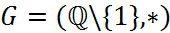 G = (ℚ\{1},∗)